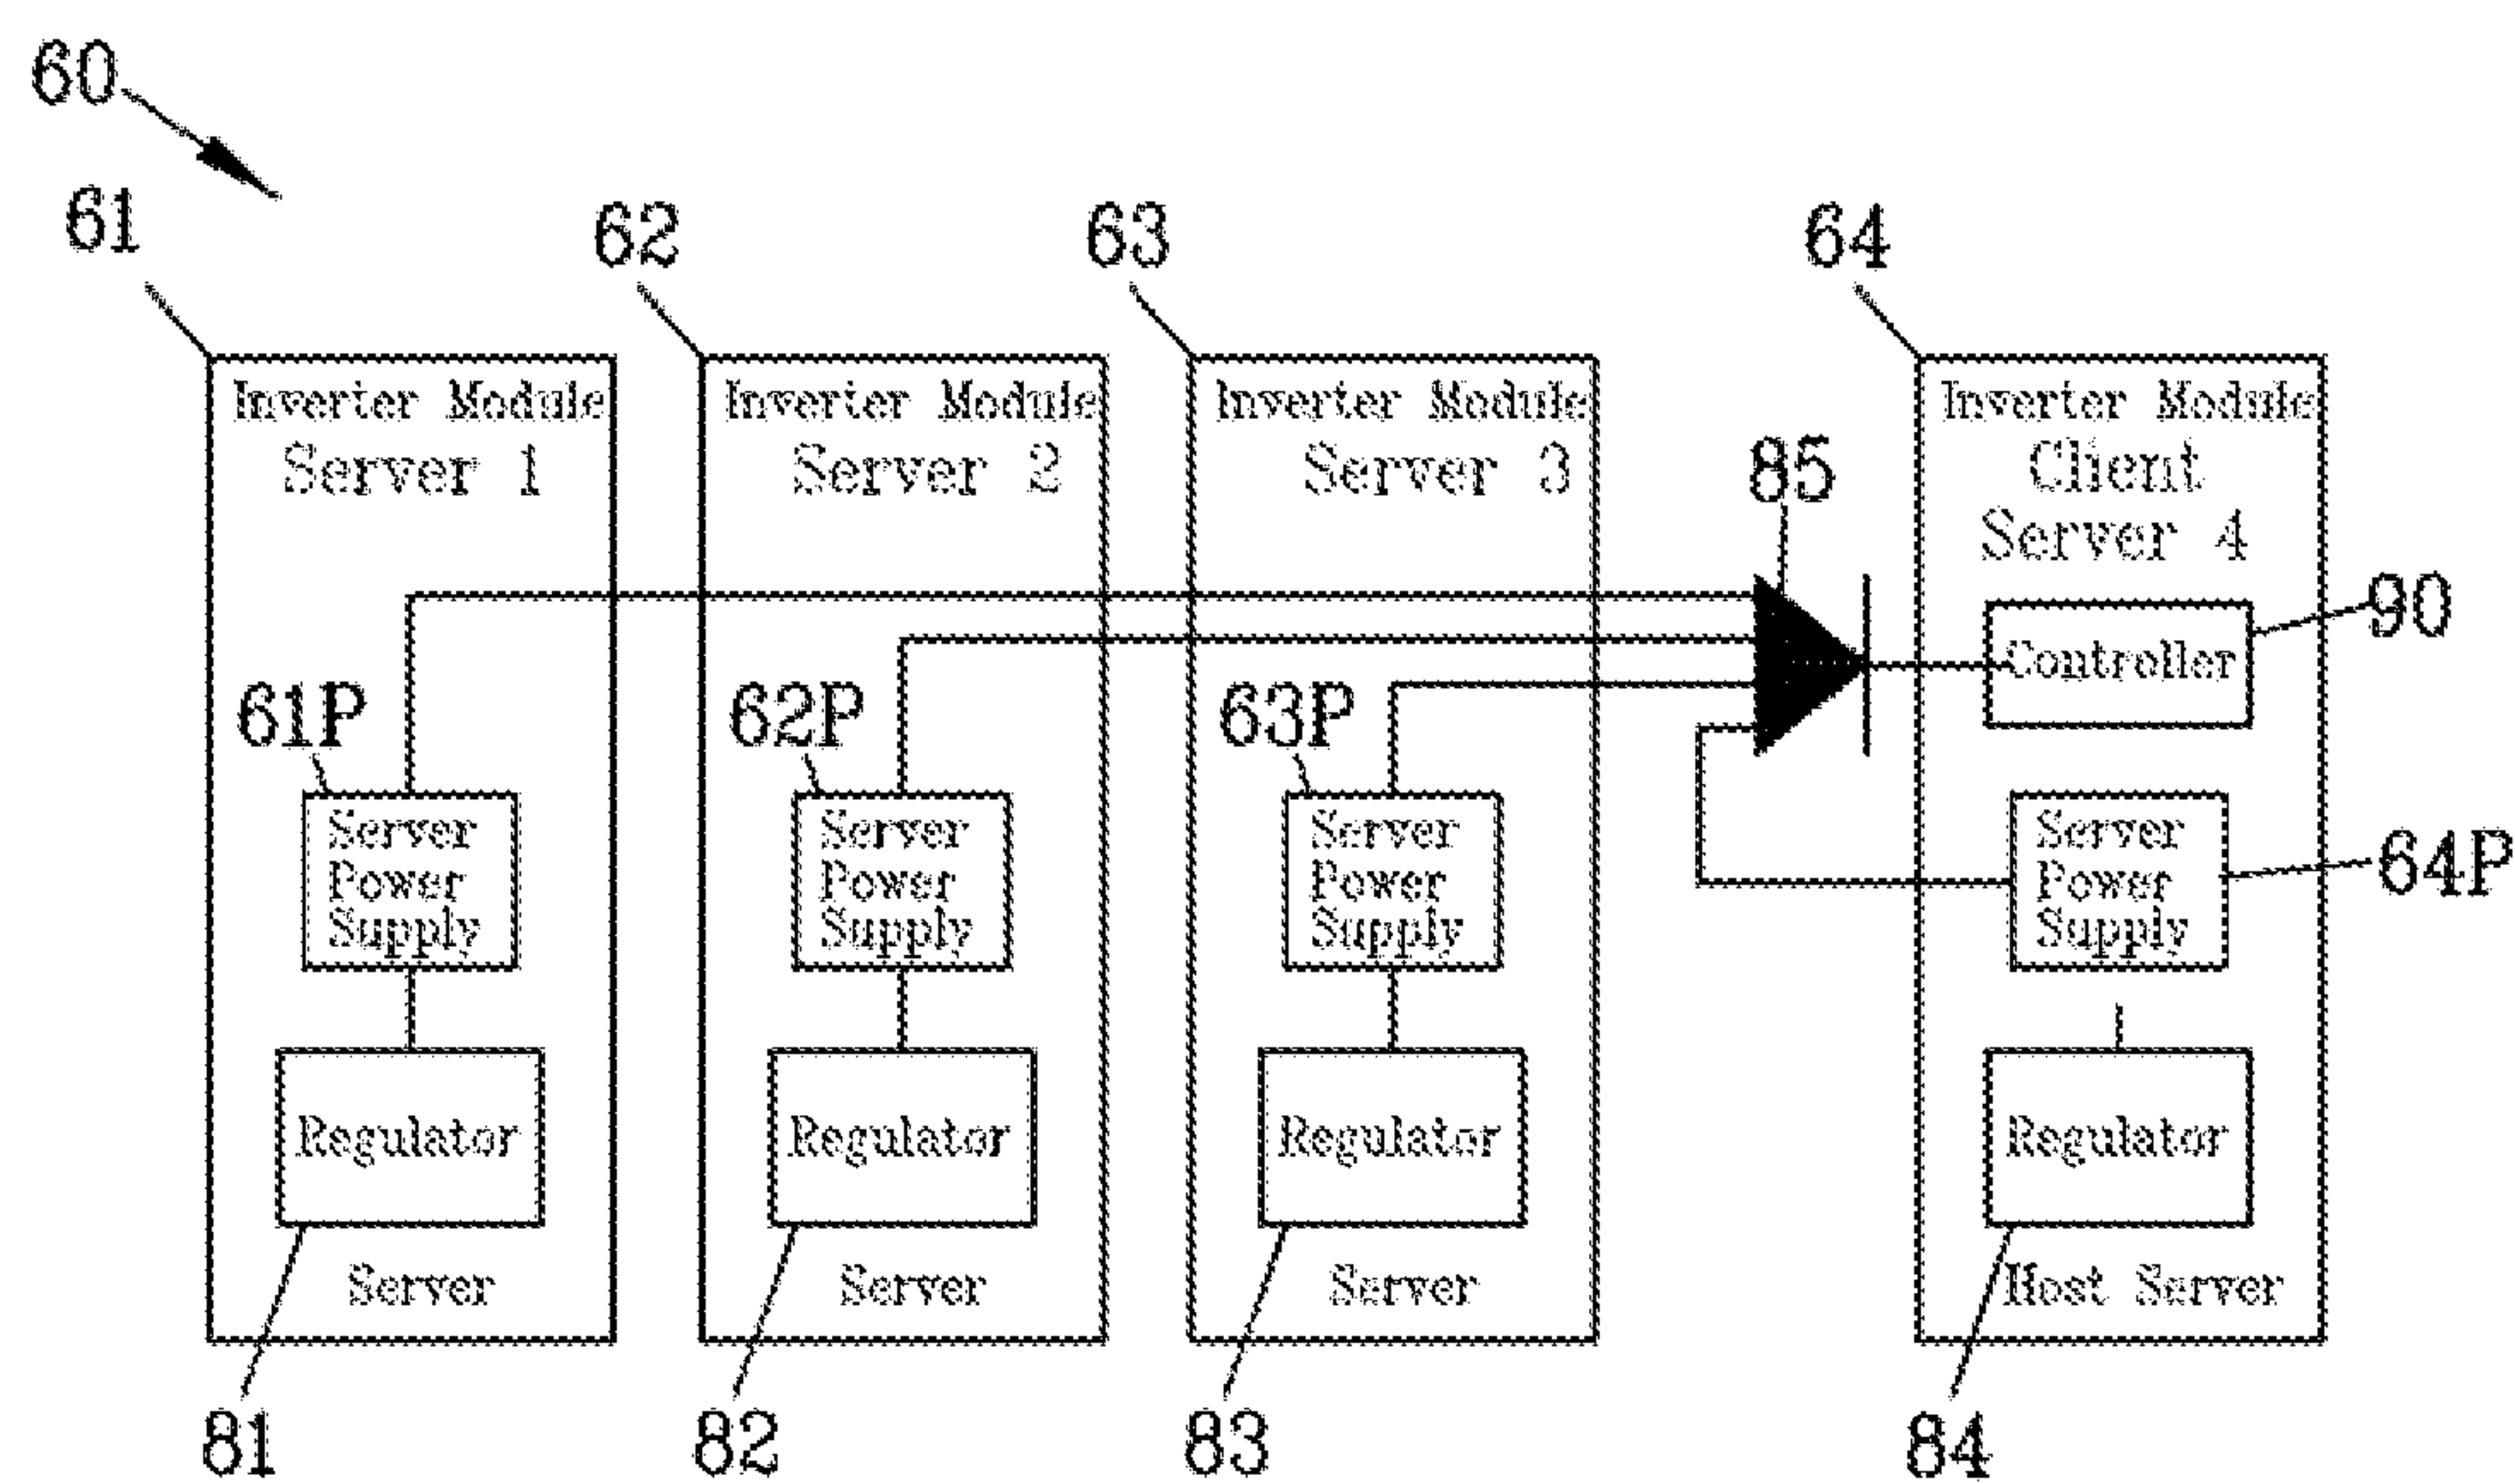 60
61
62
63
64
Inverter Module
Server 1
Inverter Module
Server 2
Inverter Module
Server 3
Inverter Module
Client
Server 4
85
90
Controller
61P
62P
63P
64P
Server
Power
Supply
Server
Power
Supply
Server
Power
Supply
Server
Power
Supply
Regulator
Regulator
Regulator
Regulator
Server
Server
Server
Host Server
81
82
83
84